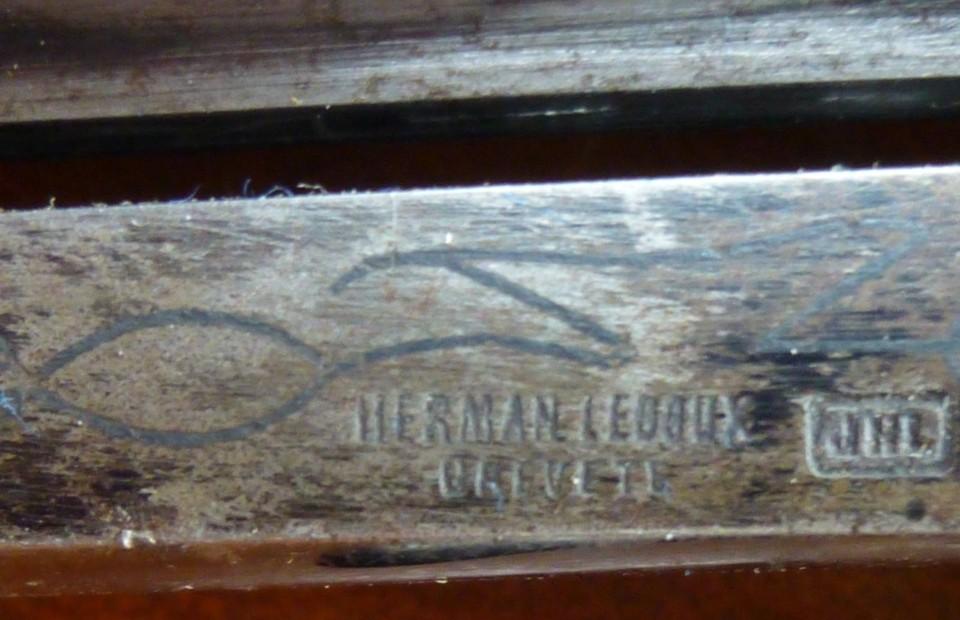 HERMAN LEDOUX
BREVETE
JHL